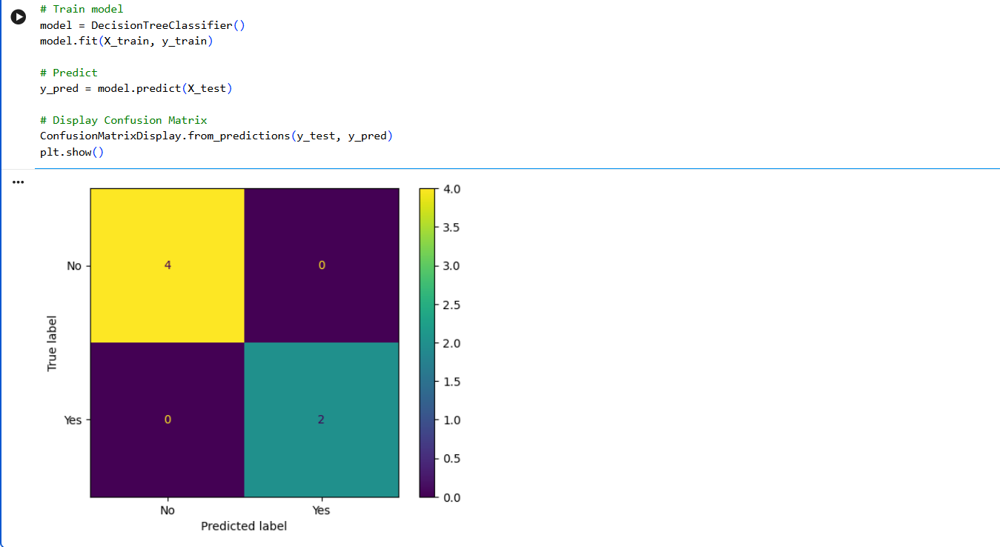 # Train model
model = DecisionTreeClassifier()
model.fit(X_train, y_train)
# Predict
y_pred = model.predict(X_test)
# Display Confusion Matrix
ConfusionMatrixDisplay.from_predictions(y_test, y_pred)
plt.show()
4.0
3.5
No
4
0
3.0
2.5
True label
2.0
1.5
Yes
0
2
1.0
0.5
0.0
No
Yes
Predicted label